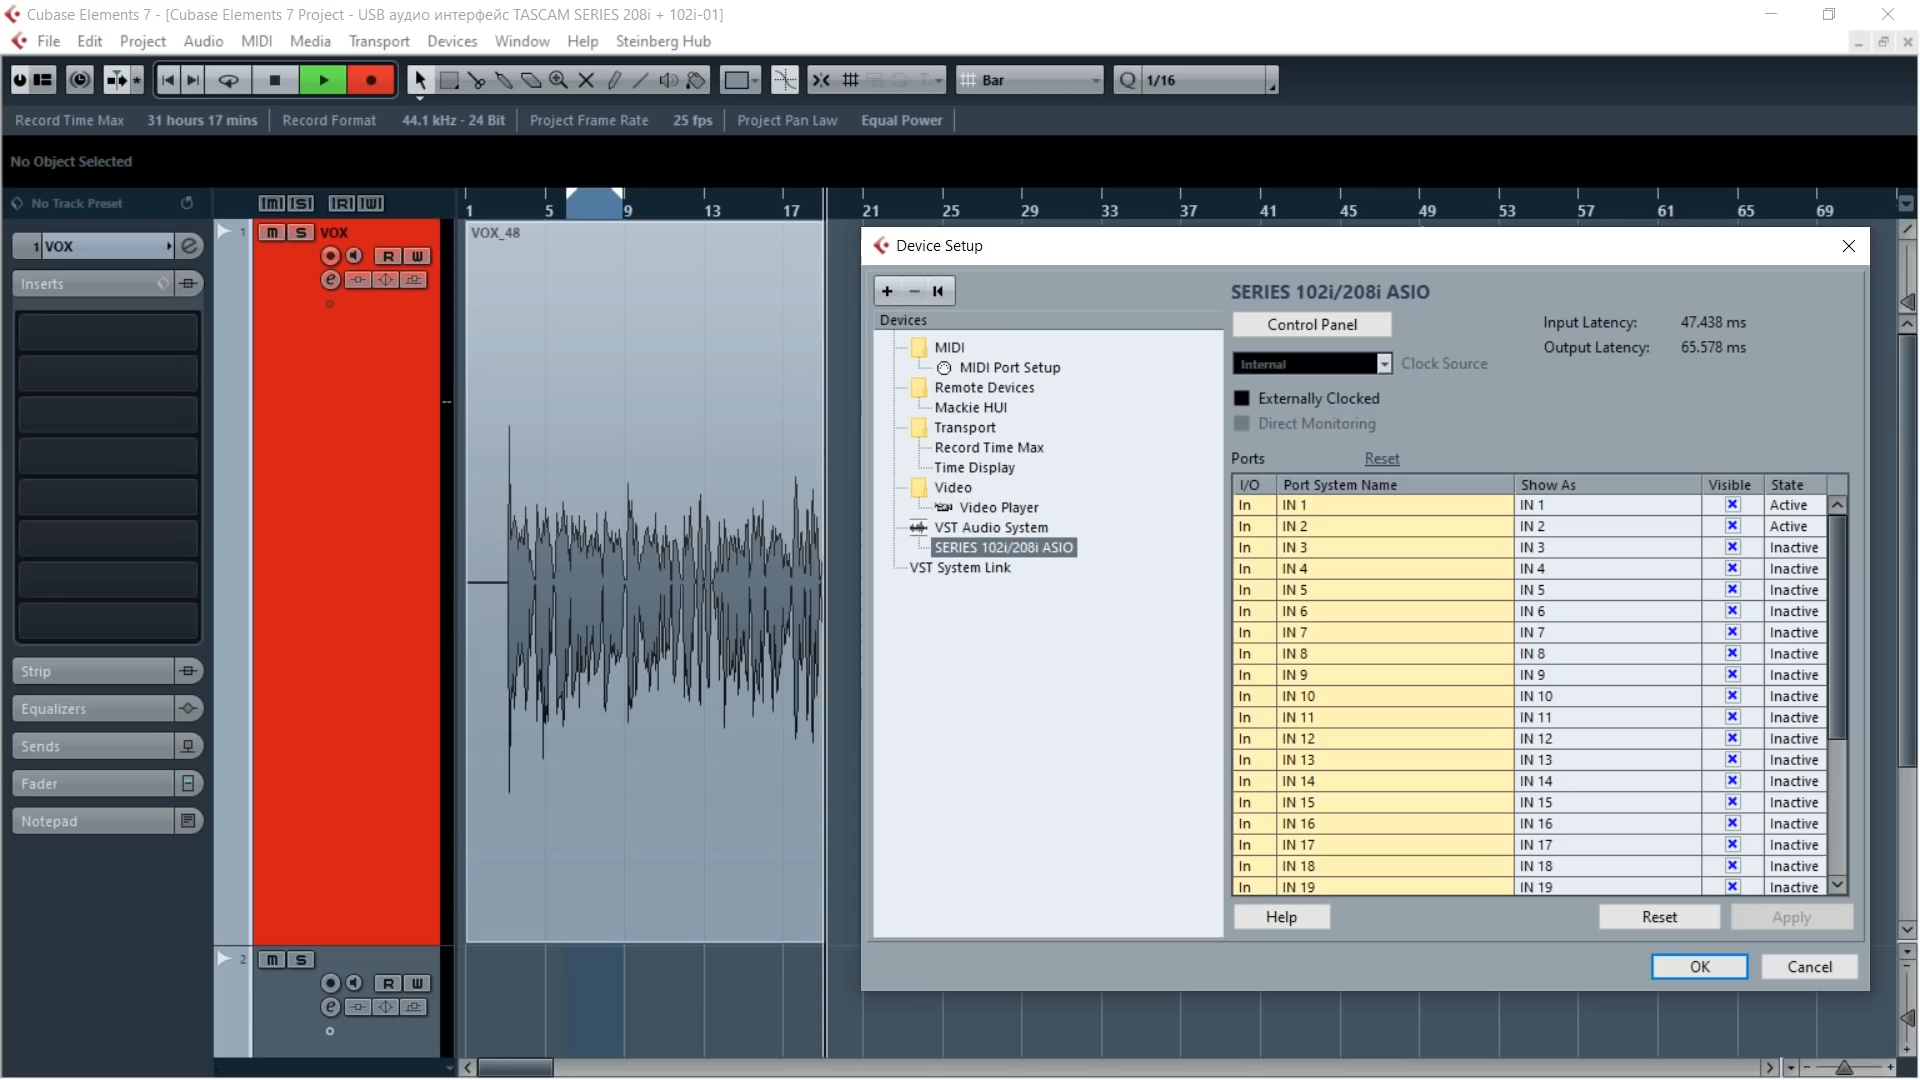 Cubase Elements 7 - [Cubase Elements 7 Project - USB аудио интерфейс TASCAM SERIES 208i + 102i-01]
File Edit Project Audio MIDI Media Transport Devices Window Help Steinberg Hub
Bar Q 1/16
Record Time Max 31 hours 17 mins Record Format 44.1 kHz - 24 Bit Project Frame Rate 25 fps Project Pan Law Equal Power
No Object Selected
No Track Preset
M S R W
1 5 9 13 17 21 25 29 33 37 41 45 49 53 57 61 65 69
1 VOX e
Inserts
Strip
Equalizers
Sends
Fader
Notepad
1 m S VOX
R W
e
2 m S
R W
e
VOX_48
Device Setup
Devices
MIDI
MIDI Port Setup
Remote Devices
Mackie HUI
Transport
Record Time Max
Time Display
Video
Video Player
VST Audio System
SERIES 102i/208i ASIO
VST System Link
SERIES 102i/208i ASIO
Control Panel
Input Latency: 47.438 ms
Output Latency: 65.578 ms
Internal Clock Source
Externally Clocked
Direct Monitoring
Ports Reset
I/O Port System Name Show As Visible State
In IN 1 IN 1 Active
In IN 2 IN 2 Active
In IN 3 IN 3 Inactive
In IN 4 IN 4 Inactive
In IN 5 IN 5 Inactive
In IN 6 IN 6 Inactive
In IN 7 IN 7 Inactive
In IN 8 IN 8 Inactive
In IN 9 IN 9 Inactive
In IN 10 IN 10 Inactive
In IN 11 IN 11 Inactive
In IN 12 IN 12 Inactive
In IN 13 IN 13 Inactive
In IN 14 IN 14 Inactive
In IN 15 IN 15 Inactive
In IN 16 IN 16 Inactive
In IN 17 IN 17 Inactive
In IN 18 IN 18 Inactive
In IN 19 IN 19 Inactive
Help Reset Apply
OK Cancel